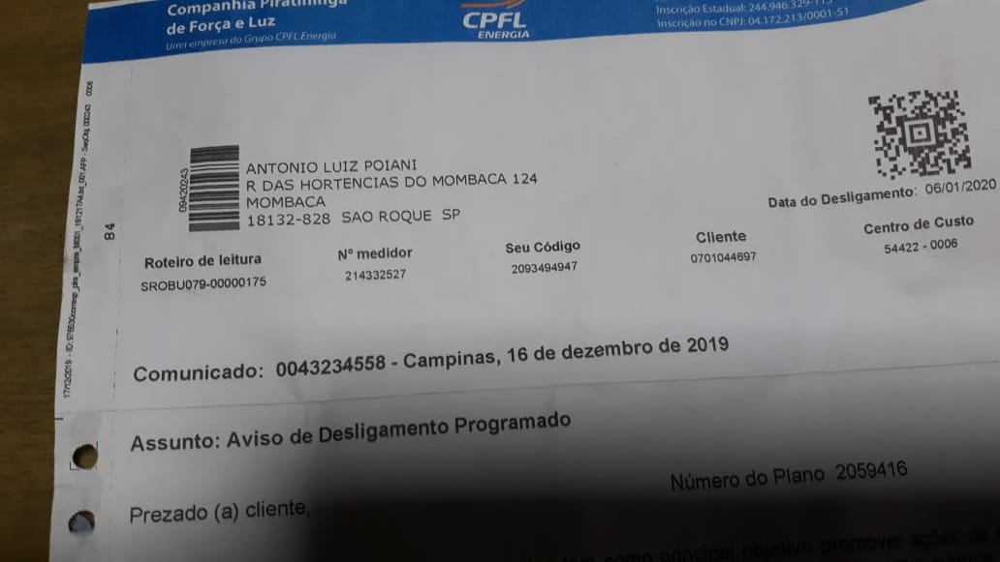 Companhia Piratininga
de Força e Luz
Uma empresa do Grupo CPFL Energia
CPFL
ENERGIA
Inscrição Estadual: 244.946.329-113
Inscrição no CNPJ: 04.172.213/0001-51
09420243
ANTONIO LUIZ POIANI
R DAS HORTENCIAS DO MOMBACA 124
MOMBACA
18132-828 SAO ROQUE SP
Data do Desligamento: 06/01/2020
84
Roteiro de leitura
SROBU079-00000175
Nº medidor
214332527
Seu Código
2093494947
Cliente
0701044697
Centro de Custo
54422 - 0006
Comunicado: 0043234558 - Campinas, 16 de dezembro de 2019
Assunto: Aviso de Desligamento Programado
Número do Plano 2059416
Prezado (a) cliente,
como principal objetivo promover ações de
17/12/2019 - ID: